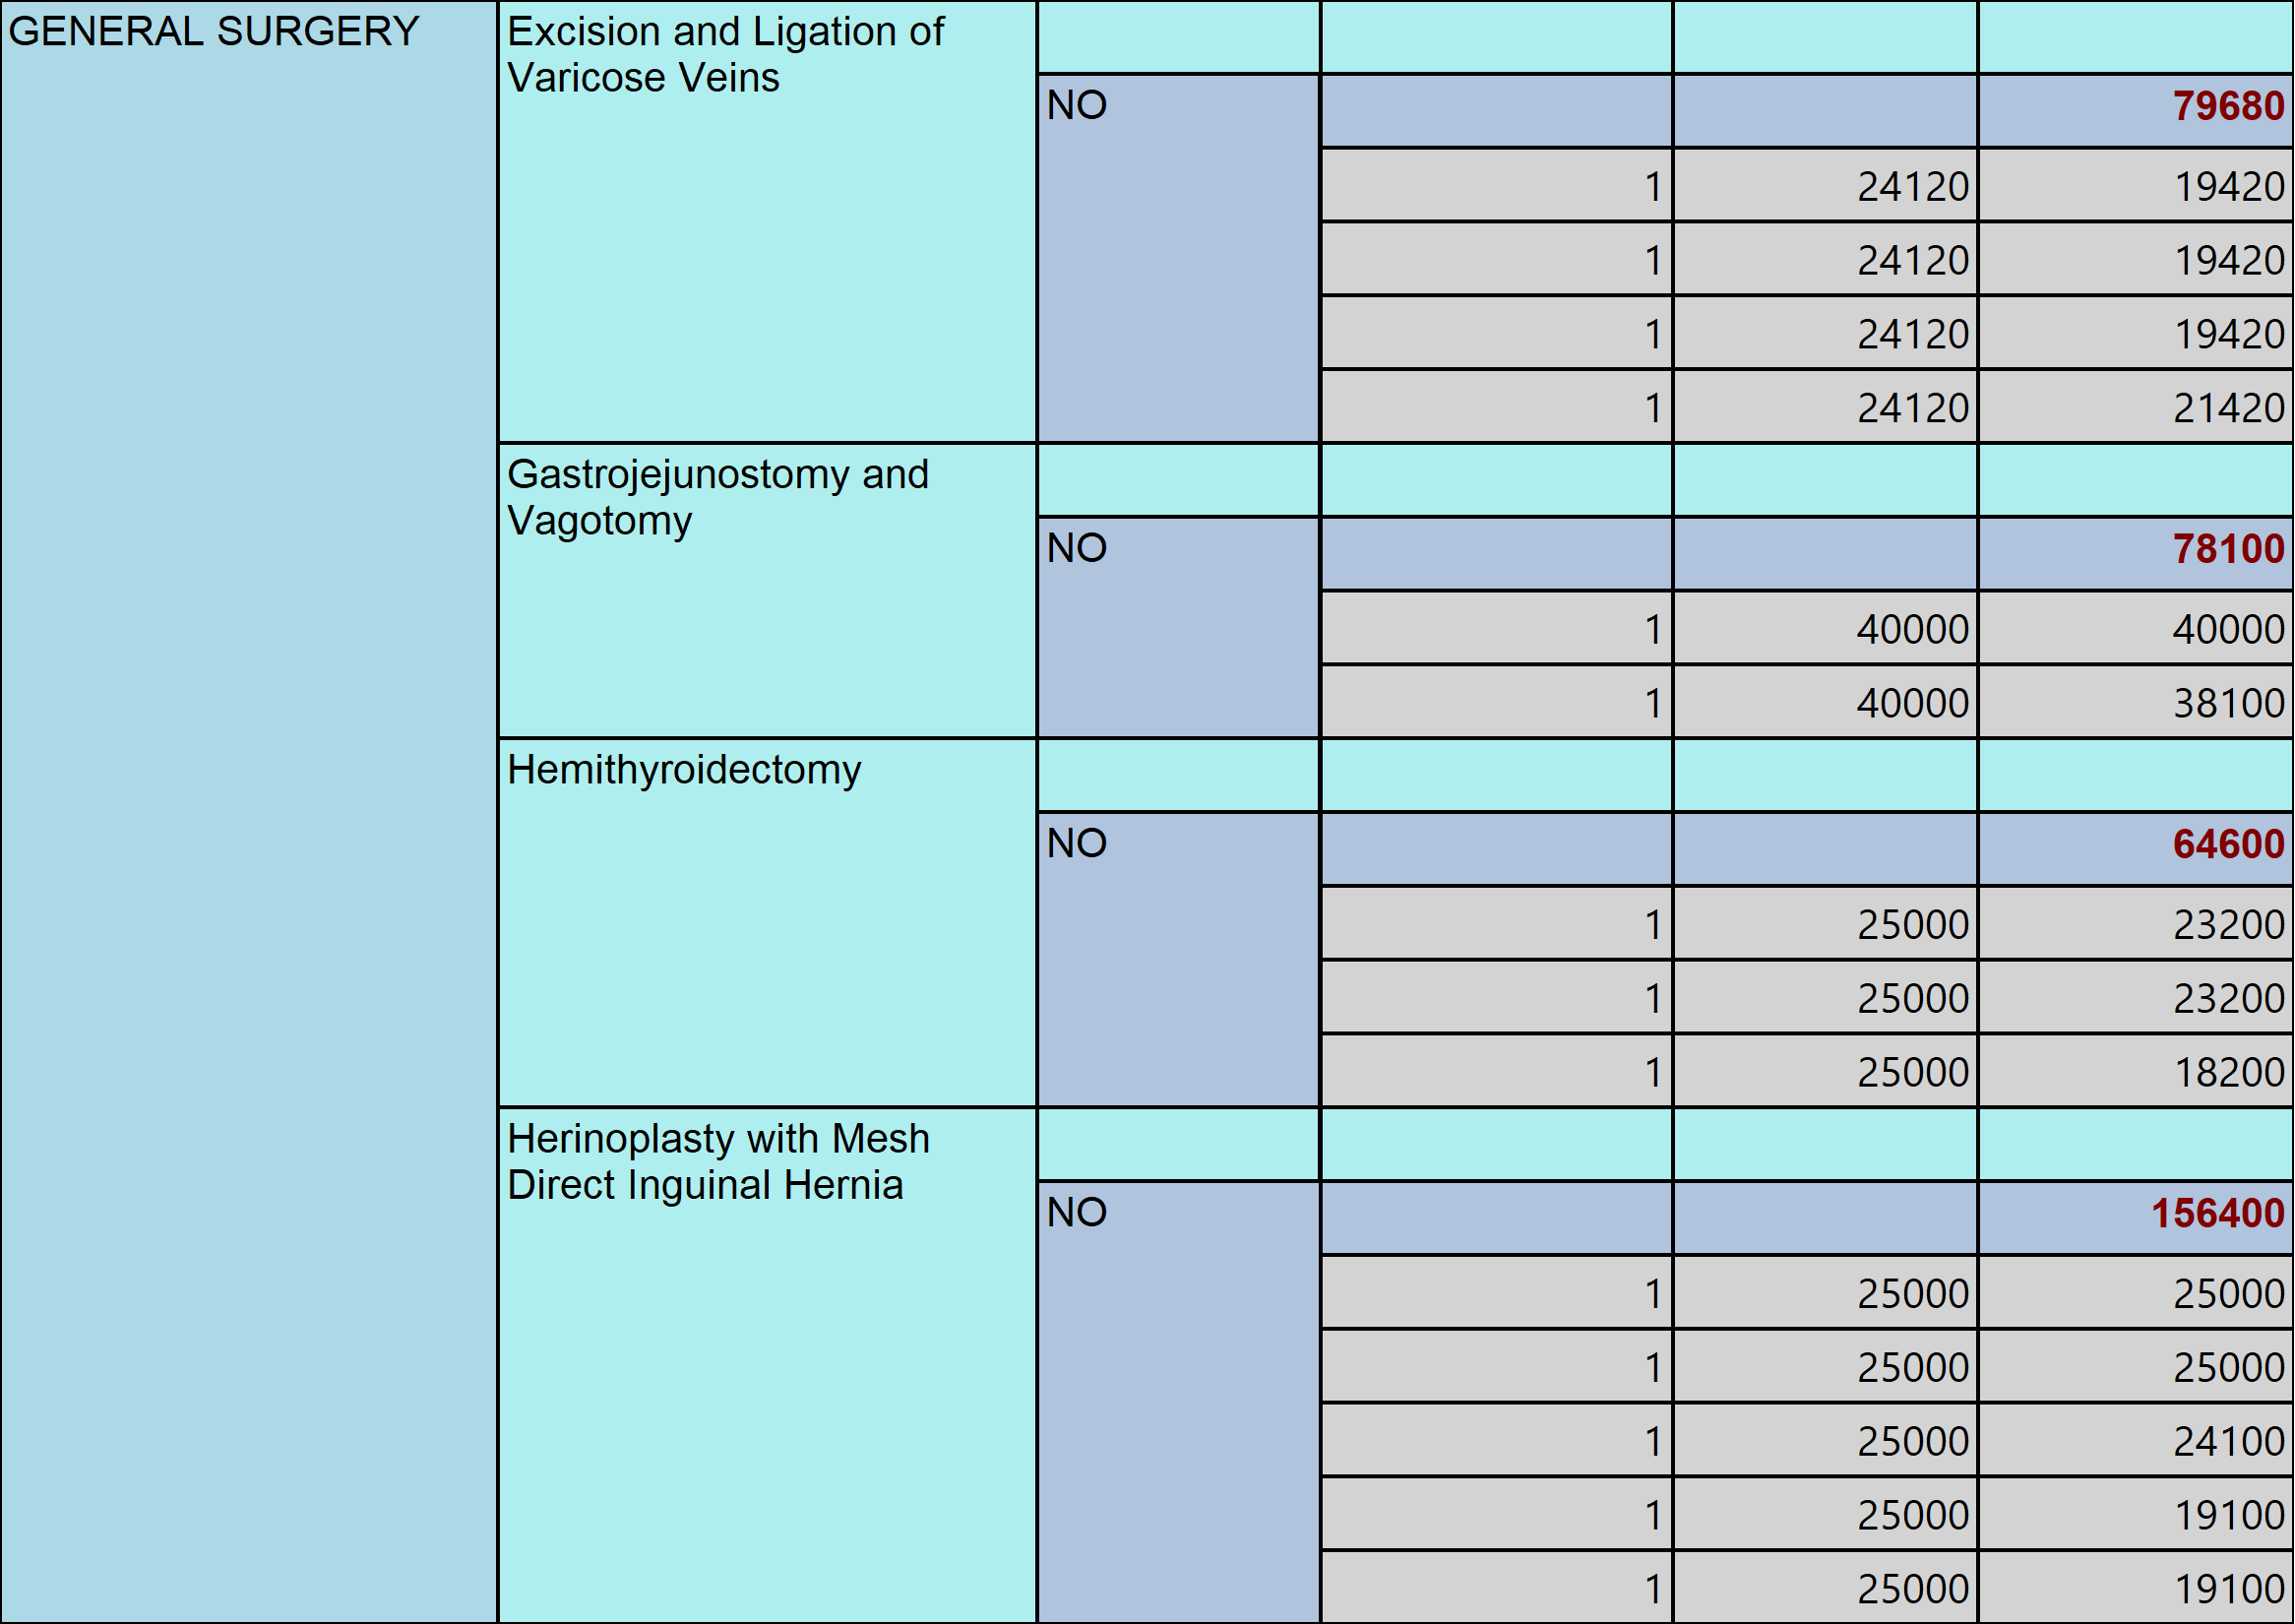 GENERAL SURGERY
Excision and Ligation of
Varicose Veins
NO
79680
1 24120 19420
1 24120 19420
1 24120 19420
1 24120 21420
Gastrojejunostomy and
Vagotomy
NO
78100
1 40000 40000
1 40000 38100
Hemithyroidectomy
NO
64600
1 25000 23200
1 25000 23200
1 25000 18200
Herinoplasty with Mesh
Direct Inguinal Hernia
NO
156400
1 25000 25000
1 25000 25000
1 25000 24100
1 25000 19100
1 25000 19100